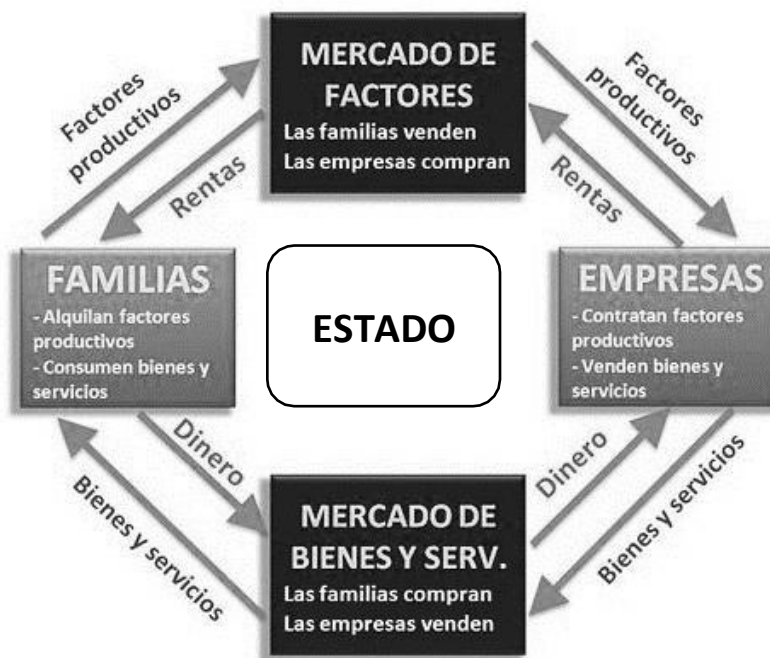 MERCADO DE
FACTORES
Las familias venden
Las empresas compran
Factores
productivos
Rentas
Factores
productivos
Rentas
FAMILIAS
- Alquilan factores
productivos
- Consumen bienes y
servicios
ESTADO
EMPRESAS
- Contratan factores
productivos
- Venden bienes y
servicios
Dinero
Bienes y servicios
Dinero
Bienes y servicios
MERCADO DE
BIENES Y SERV.
Las familias compran
Las empresas venden